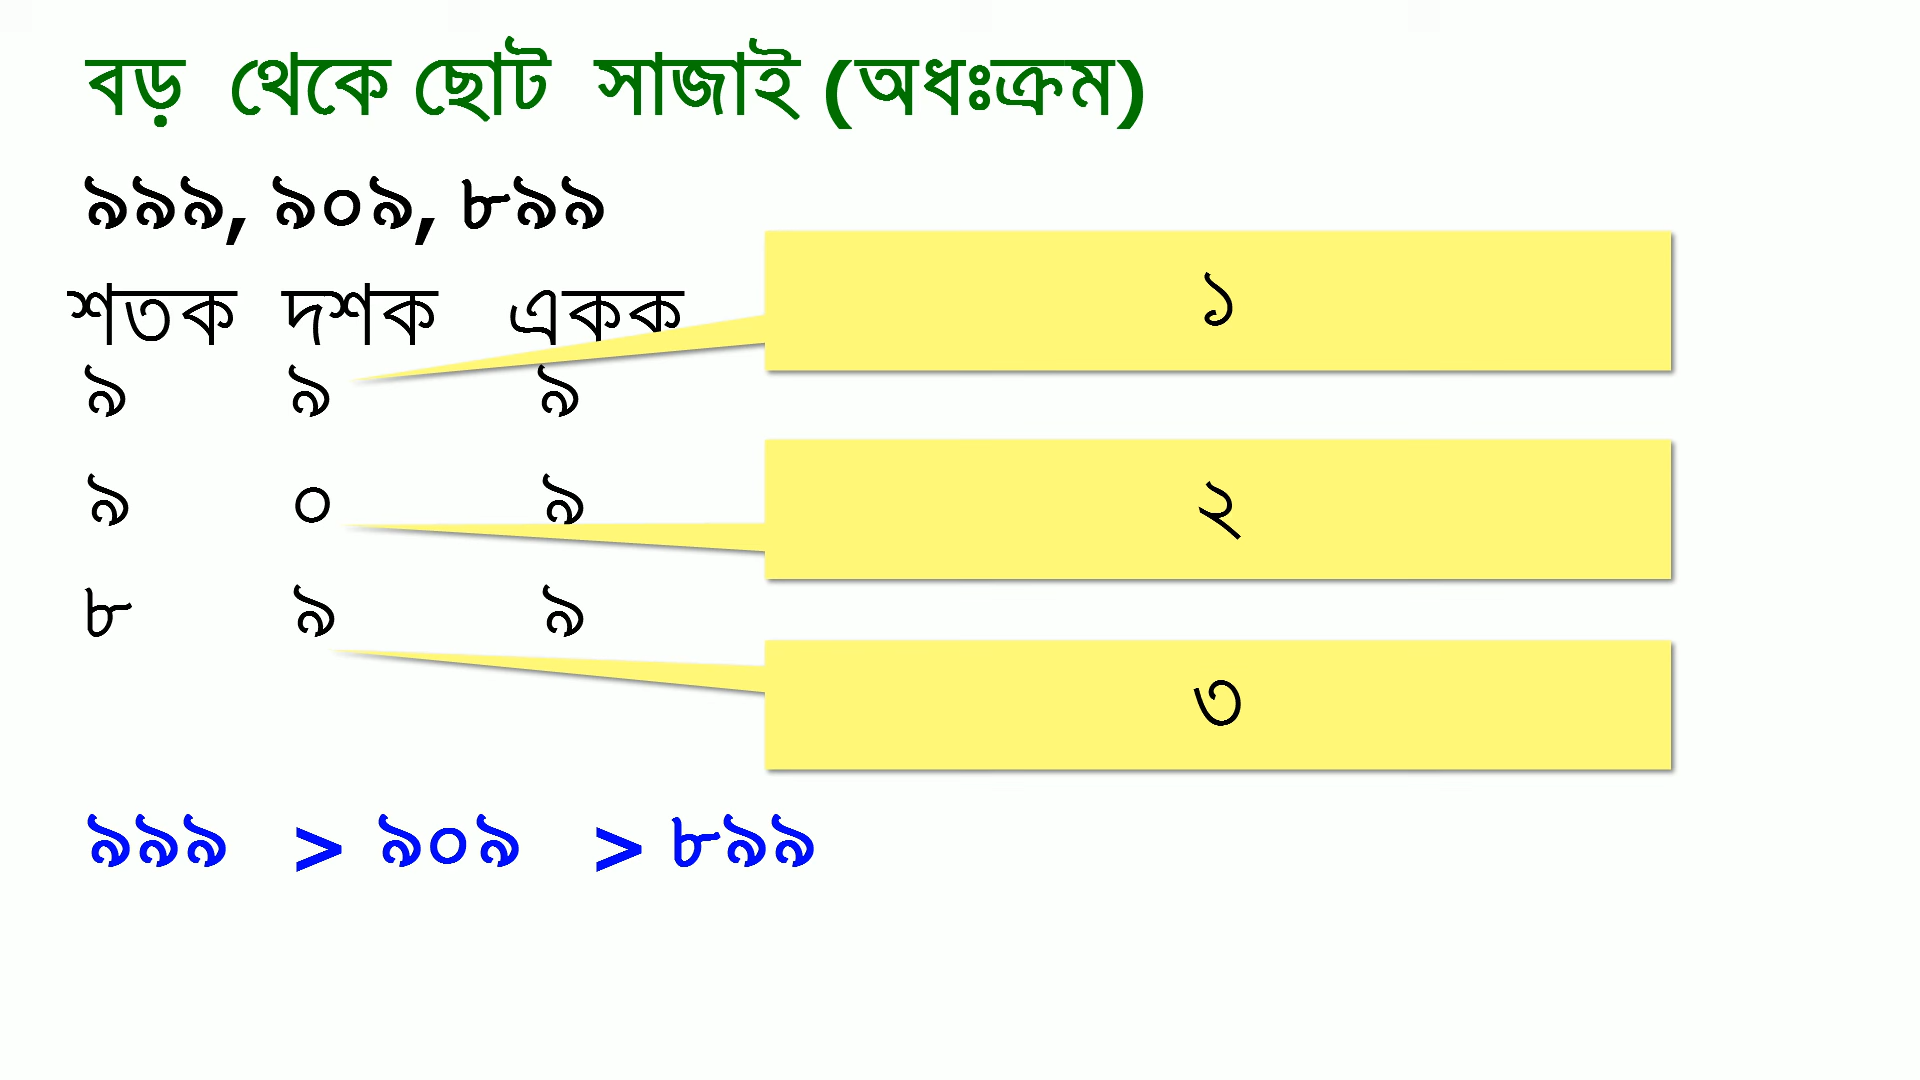 বড় থেকে ছোট সাজাই (অধঃক্রম)
৯৯৯, ৯০৯, ৮৯৯
শতক দশক একক
৯ ৯ ৯
১
৯ ০ ৯
২
৮ ৯ ৯
৩
৯৯৯ > ৯০৯ > ৮৯৯